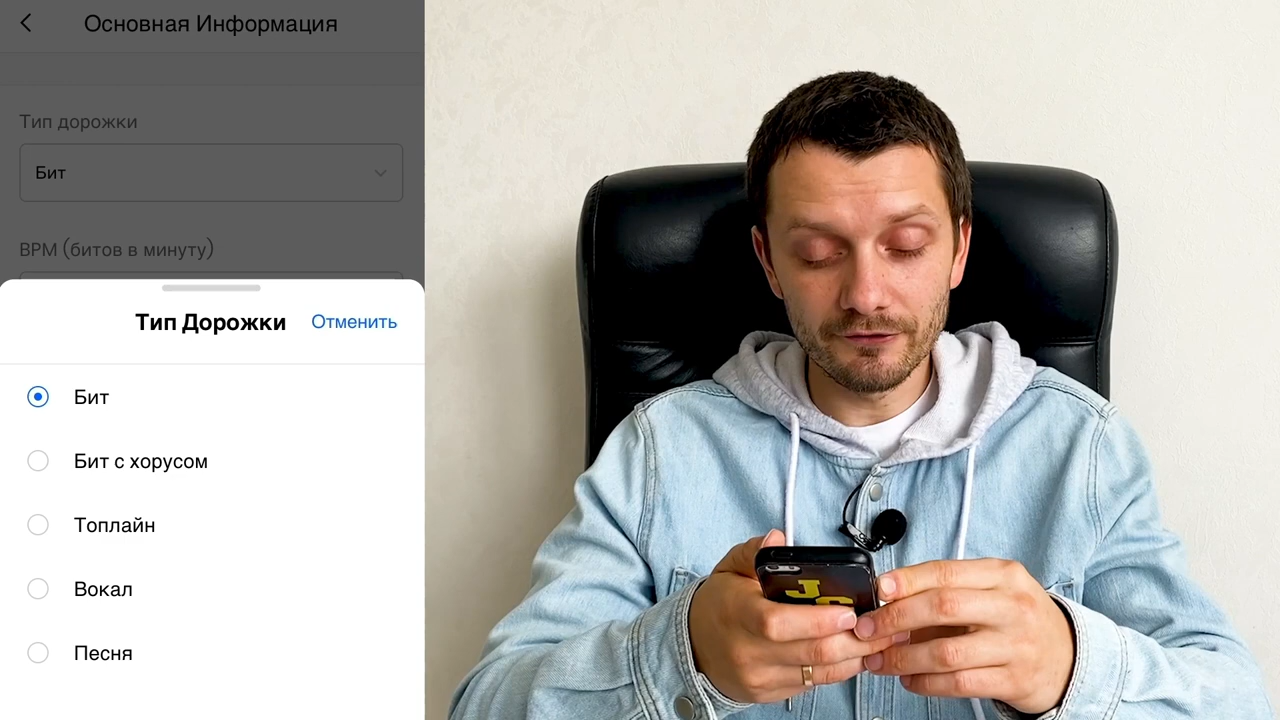 Основная Информация
Тип дорожки
Бит
BPM (битов в минуту)
Тип Дорожки
Отменить
Бит
Бит с хорусом
Топлайн
Вокал
Песня